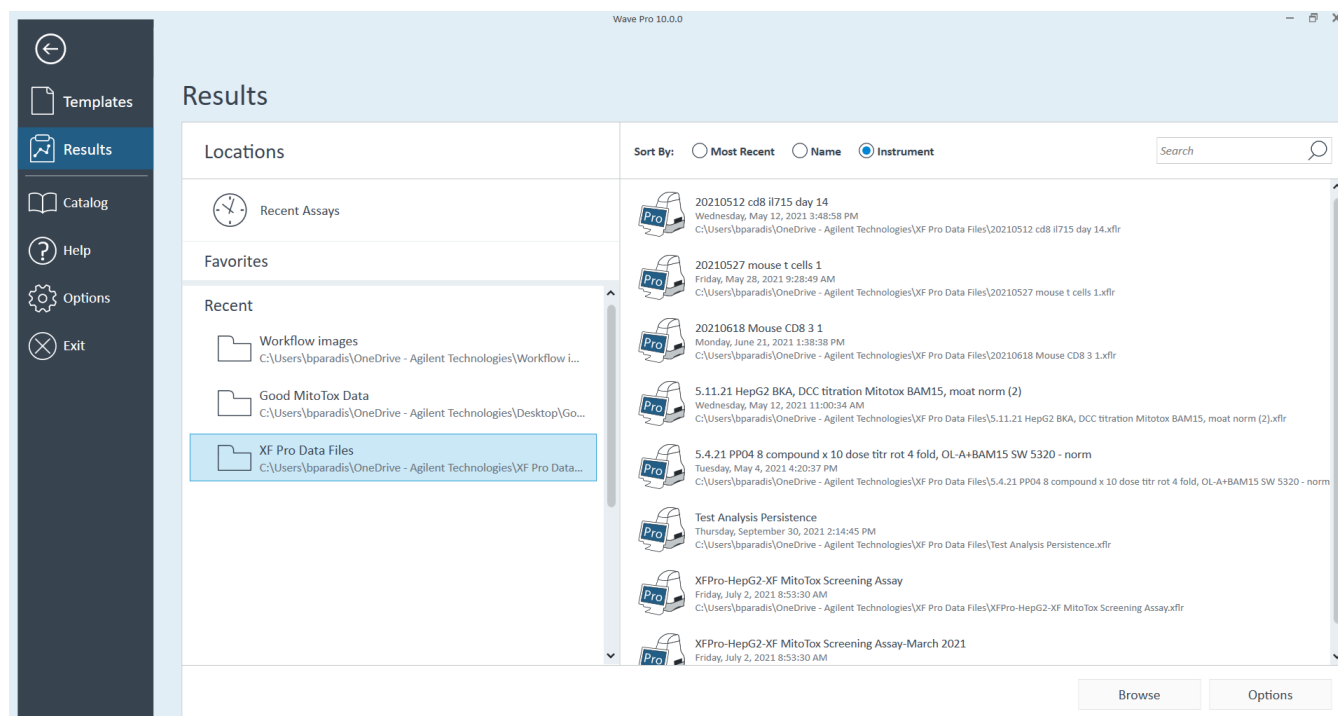 Wave Pro 10.0.0
Templates
Results
Catalog
Help
Options
Exit
Results
Locations
Recent Assays
Favorites
Recent
Workflow images
C:\Users\bparadis\OneDrive - Agilent Technologies\Workflow i...
Good MitoTox Data
C:\Users\bparadis\OneDrive - Agilent Technologies\Desktop\Go...
XF Pro Data Files
C:\Users\bparadis\OneDrive - Agilent Technologies\XF Pro Data...
Sort By: Most Recent Name Instrument Search
Pro
20210512 cd8 il715 day 14
Wednesday, May 12, 2021 3:48:58 PM
C:\Users\bparadis\OneDrive - Agilent Technologies\XF Pro Data Files\20210512 cd8 il715 day 14.xflr
Pro
20210527 mouse t cells 1
Friday, May 28, 2021 9:28:49 AM
C:\Users\bparadis\OneDrive - Agilent Technologies\XF Pro Data Files\20210527 mouse t cells 1.xflr
Pro
20210618 Mouse CD8 3 1
Monday, June 21, 2021 1:38:38 PM
C:\Users\bparadis\OneDrive - Agilent Technologies\XF Pro Data Files\20210618 Mouse CD8 3 1.xflr
Pro
5.11.21 HepG2 BKA, DCC titration Mitotox BAM15, moat norm (2)
Wednesday, May 12, 2021 11:00:34 AM
C:\Users\bparadis\OneDrive - Agilent Technologies\XF Pro Data Files\5.11.21 HepG2 BKA, DCC titration Mitotox BAM15, moat norm (2).xflr
Pro
5.4.21 PP04 8 compound x 10 dose titr rot 4 fold, OL-A+BAM15 SW 5320 - norm
Tuesday, May 4, 2021 4:20:37 PM
C:\Users\bparadis\OneDrive - Agilent Technologies\XF Pro Data Files\5.4.21 PP04 8 compound x 10 dose titr rot 4 fold, OL-A+BAM15 SW 5320 - norm
Pro
Test Analysis Persistence
Thursday, September 30, 2021 2:14:45 PM
C:\Users\bparadis\OneDrive - Agilent Technologies\XF Pro Data Files\Test Analysis Persistence.xflr
Pro
XFPro-HepG2-XF MitoTox Screening Assay
Friday, July 2, 2021 8:53:30 AM
C:\Users\bparadis\OneDrive - Agilent Technologies\XF Pro Data Files\XFPro-HepG2-XF MitoTox Screening Assay.xflr
Pro
XFPro-HepG2-XF MitoTox Screening Assay-March 2021
Friday, July 2, 2021 8:53:30 AM
Browse
Options